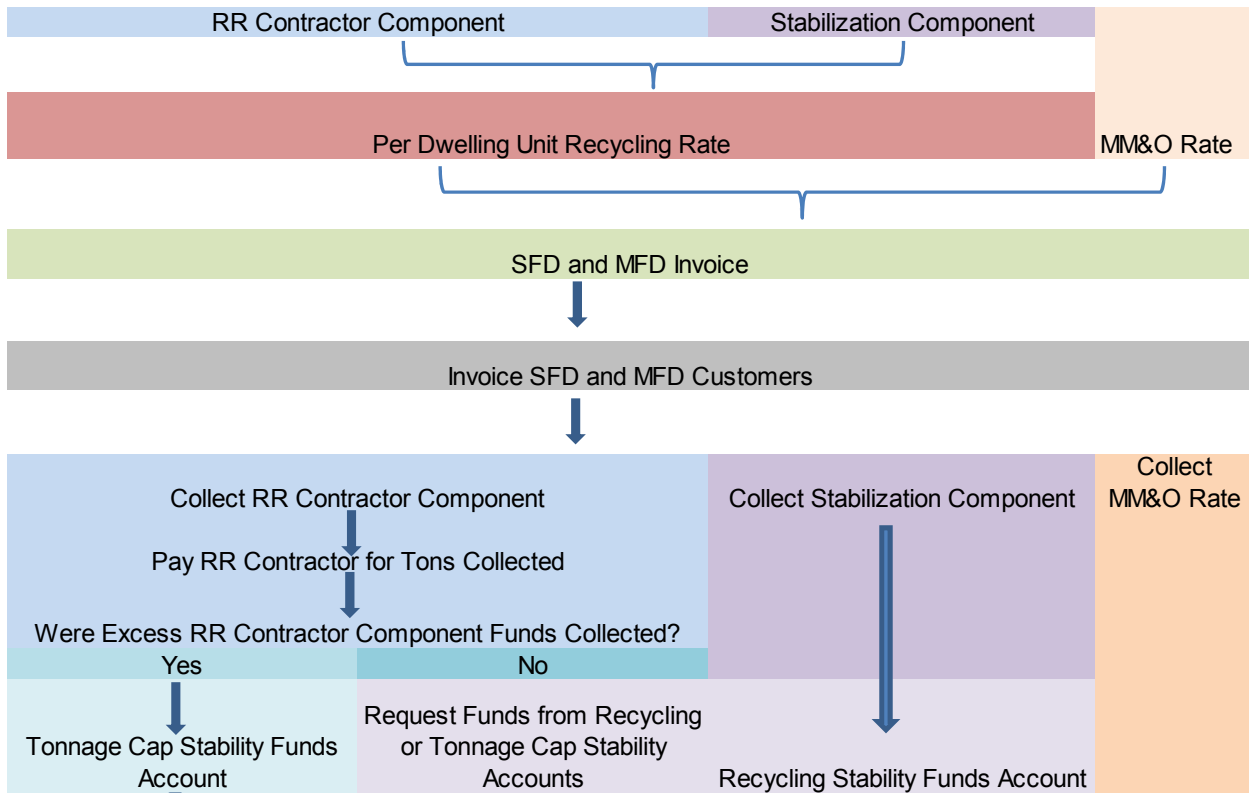 RR Contractor Component
Stabilization Component
Per Dwelling Unit Recycling Rate
MM&O Rate
SFD and MFD Invoice
Invoice SFD and MFD Customers
Collect RR Contractor Component
Collect Stabilization Component
Collect
MM&O Rate
Pay RR Contractor for Tons Collected
Were Excess RR Contractor Component Funds Collected?
Yes
No
Tonnage Cap Stability Funds
Account
Request Funds from Recycling
or Tonnage Cap Stability
Accounts
Recycling Stability Funds Account